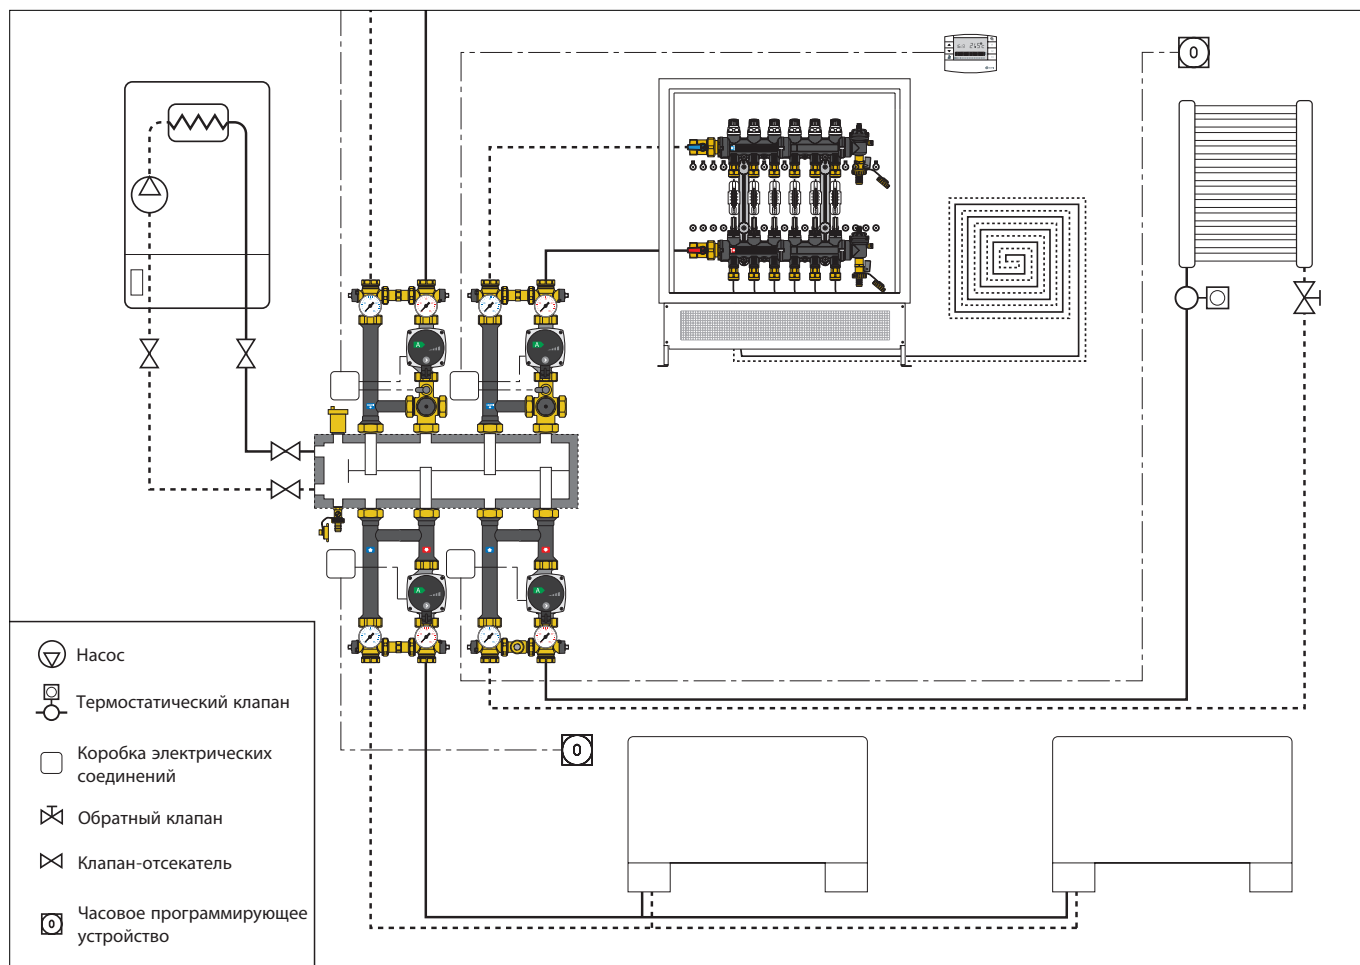 Насос
Термостатический клапан
Коробка электрических
соединений
Обратный клапан
Клапан-отсекатель
Часовое программирующее
устройство